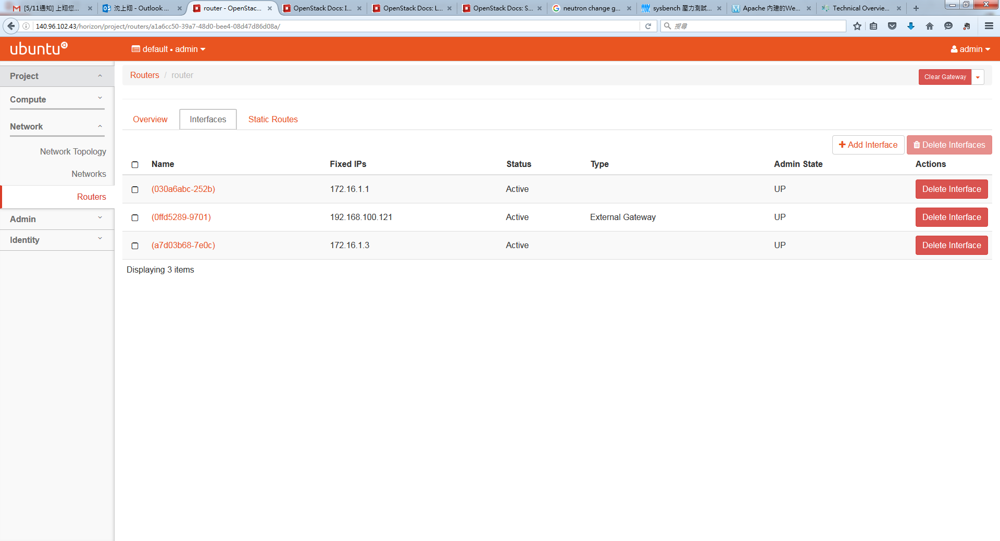 [5/11通知] 上翔您...
沈上翔 - Outlook ...
router - OpenStac...
OpenStack Docs: I...
OpenStack Docs: L...
OpenStack Docs: S...
neutron change g...
sysbench 壓力測試...
Apache 內建的We...
Technical Overvie...
140.96.102.43/horizon/project/routers/a1a6cc50-39a7-48d0-bee4-08d47d86d08a/
搜尋
ubuntu
default • admin
admin
Project
Compute
Network
Network Topology
Networks
Routers
Admin
Identity
Routers / router
Clear Gateway
Overview
Interfaces
Static Routes
Add Interface
Delete Interfaces
Name Fixed IPs Status Type Admin State Actions
(030a6abc-252b) 172.16.1.1 Active UP Delete Interface
(0ffd5289-9701) 192.168.100.121 Active External Gateway UP Delete Interface
(a7d03b68-7e0c) 172.16.1.3 Active UP Delete Interface
Displaying 3 items